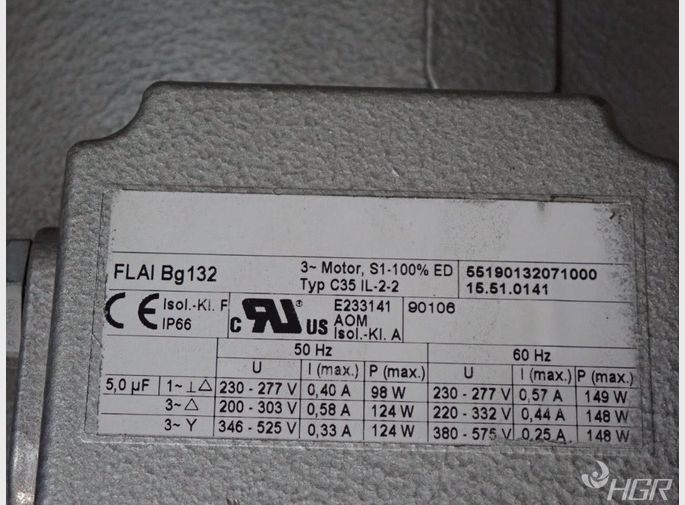 FLAI Bg132
3~ Motor, S1-100% ED
Typ C35 IL-2-2
55190132071000
15.51.0141
CE Isol.-Kl. F
IP66
c RU US
E233141
AOM
Isol.-Kl. A
90106
50 Hz 60 Hz
U I (max.) P (max.) U I (max.) P (max.)
5,0 µF 1~ ⊥ △ 230 - 277 V 0,40 A 98 W 230 - 277 V 0,57 A 149 W
3~ △ 200 - 303 V 0,58 A 124 W 220 - 332 V 0,44 A 148 W
3~ Y 346 - 525 V 0,33 A 124 W 380 - 575 V 0,25 A 148 W
HGR